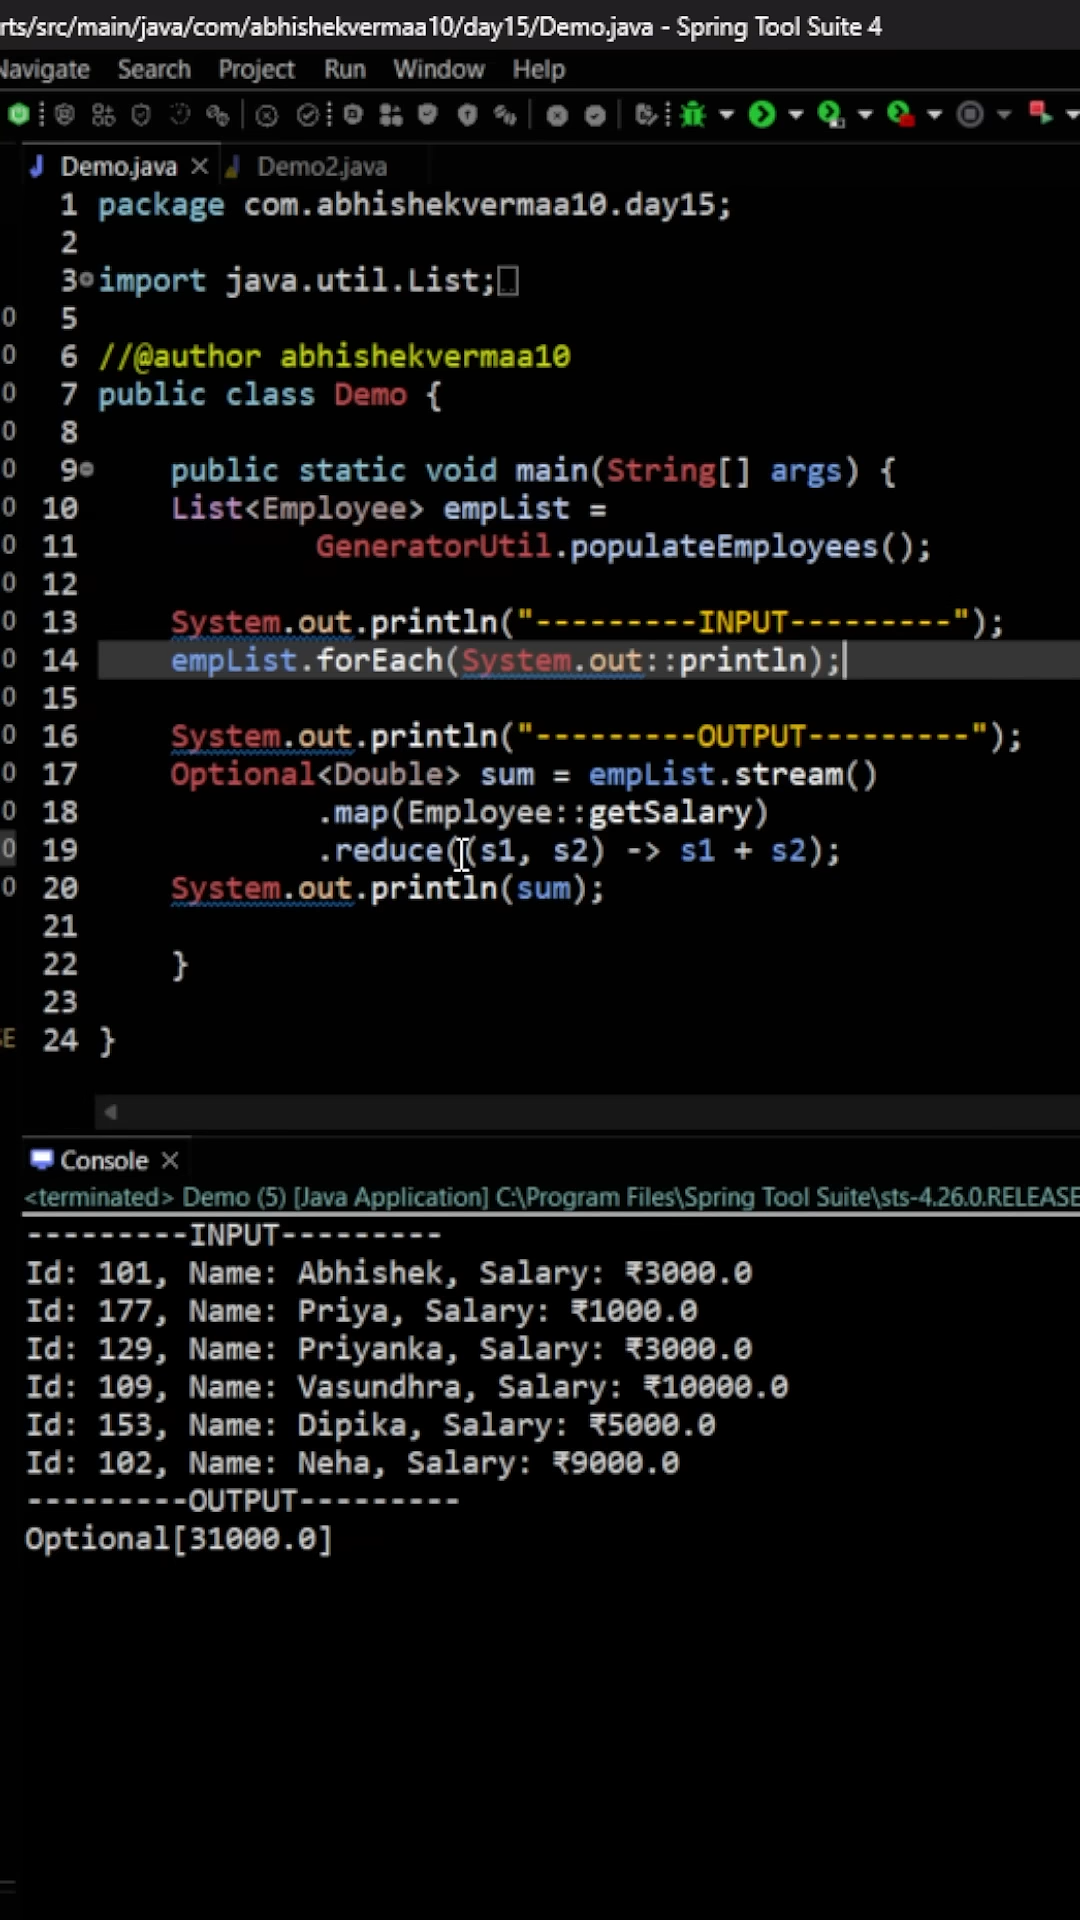 rts/src/main/java/com/abhishekvermaa10/day15/Demo.java - Spring Tool Suite 4
Navigate Search Project Run Window Help
Demo.java Demo2.java
1 package com.abhishekvermaa10.day15;
2
3 import java.util.List;
5
6 //@author abhishekvermaa10
7 public class Demo {
8
9 public static void main(String[] args) {
10 List<Employee> empList =
11 GeneratorUtil.populateEmployees();
12
13 System.out.println("---------INPUT---------");
14 empList.forEach(System.out::println);
15
16 System.out.println("---------OUTPUT---------");
17 Optional<Double> sum = empList.stream()
18 .map(Employee::getSalary)
19 .reduce((s1, s2) -> s1 + s2);
20 System.out.println(sum);
21
22 }
23
24 }
Console
<terminated> Demo (5) [Java Application] C:\Program Files\Spring Tool Suite\sts-4.26.0.RELEASE
---------INPUT---------
Id: 101, Name: Abhishek, Salary: ₹3000.0
Id: 177, Name: Priya, Salary: ₹1000.0
Id: 129, Name: Priyanka, Salary: ₹3000.0
Id: 109, Name: Vasundhra, Salary: ₹10000.0
Id: 153, Name: Dipika, Salary: ₹5000.0
Id: 102, Name: Neha, Salary: ₹9000.0
---------OUTPUT---------
Optional[31000.0]